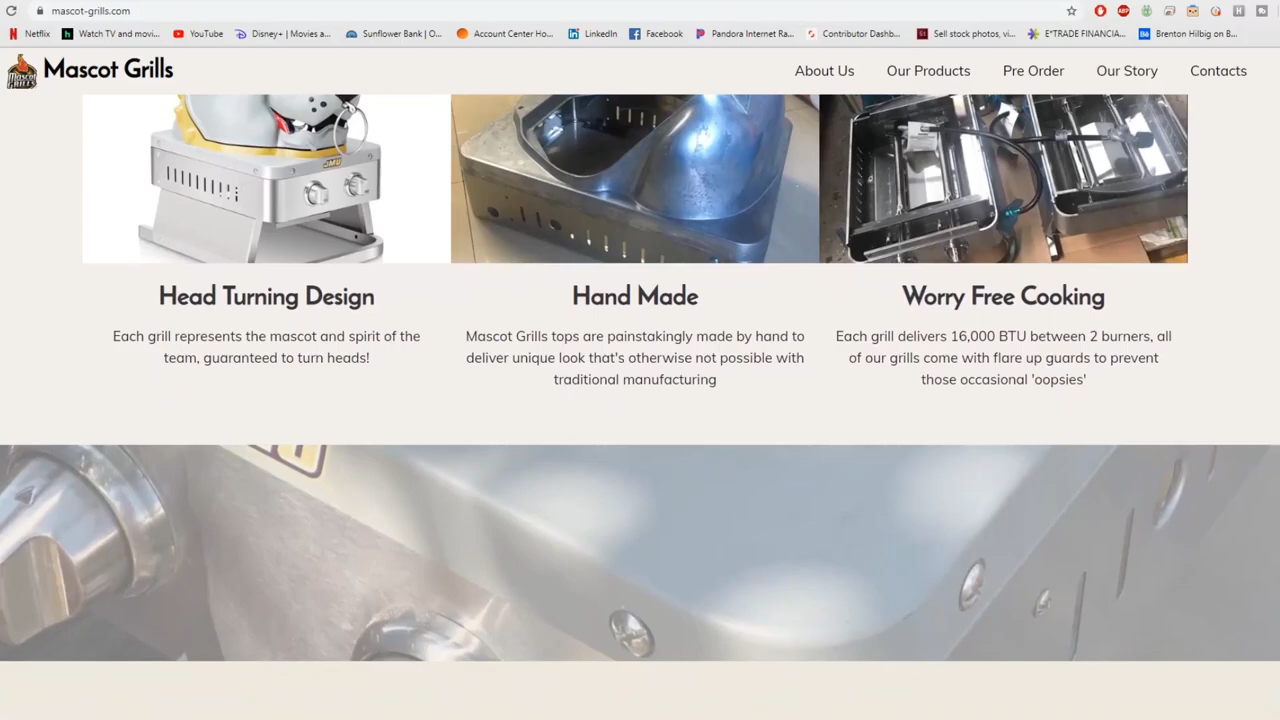 mascot-grills.com
Netflix
Watch TV and movi...
YouTube
Disney+ | Movies a...
Sunflower Bank | O...
Account Center Ho...
LinkedIn
Facebook
Pandora Internet Ra...
Contributor Dashb...
Sell stock photos, vi...
E*TRADE FINANCIA...
Brenton Hilbig on B...
MASCOT GRILLS
Mascot Grills
About Us
Our Products
Pre Order
Our Story
Contacts
JMU
Head Turning Design
Each grill represents the mascot and spirit of the
team, guaranteed to turn heads!
Hand Made
Mascot Grills tops are painstakingly made by hand to
deliver unique look that's otherwise not possible with
traditional manufacturing
Worry Free Cooking
Each grill delivers 16,000 BTU between 2 burners, all
of our grills come with flare up guards to prevent
those occasional 'oopsies'